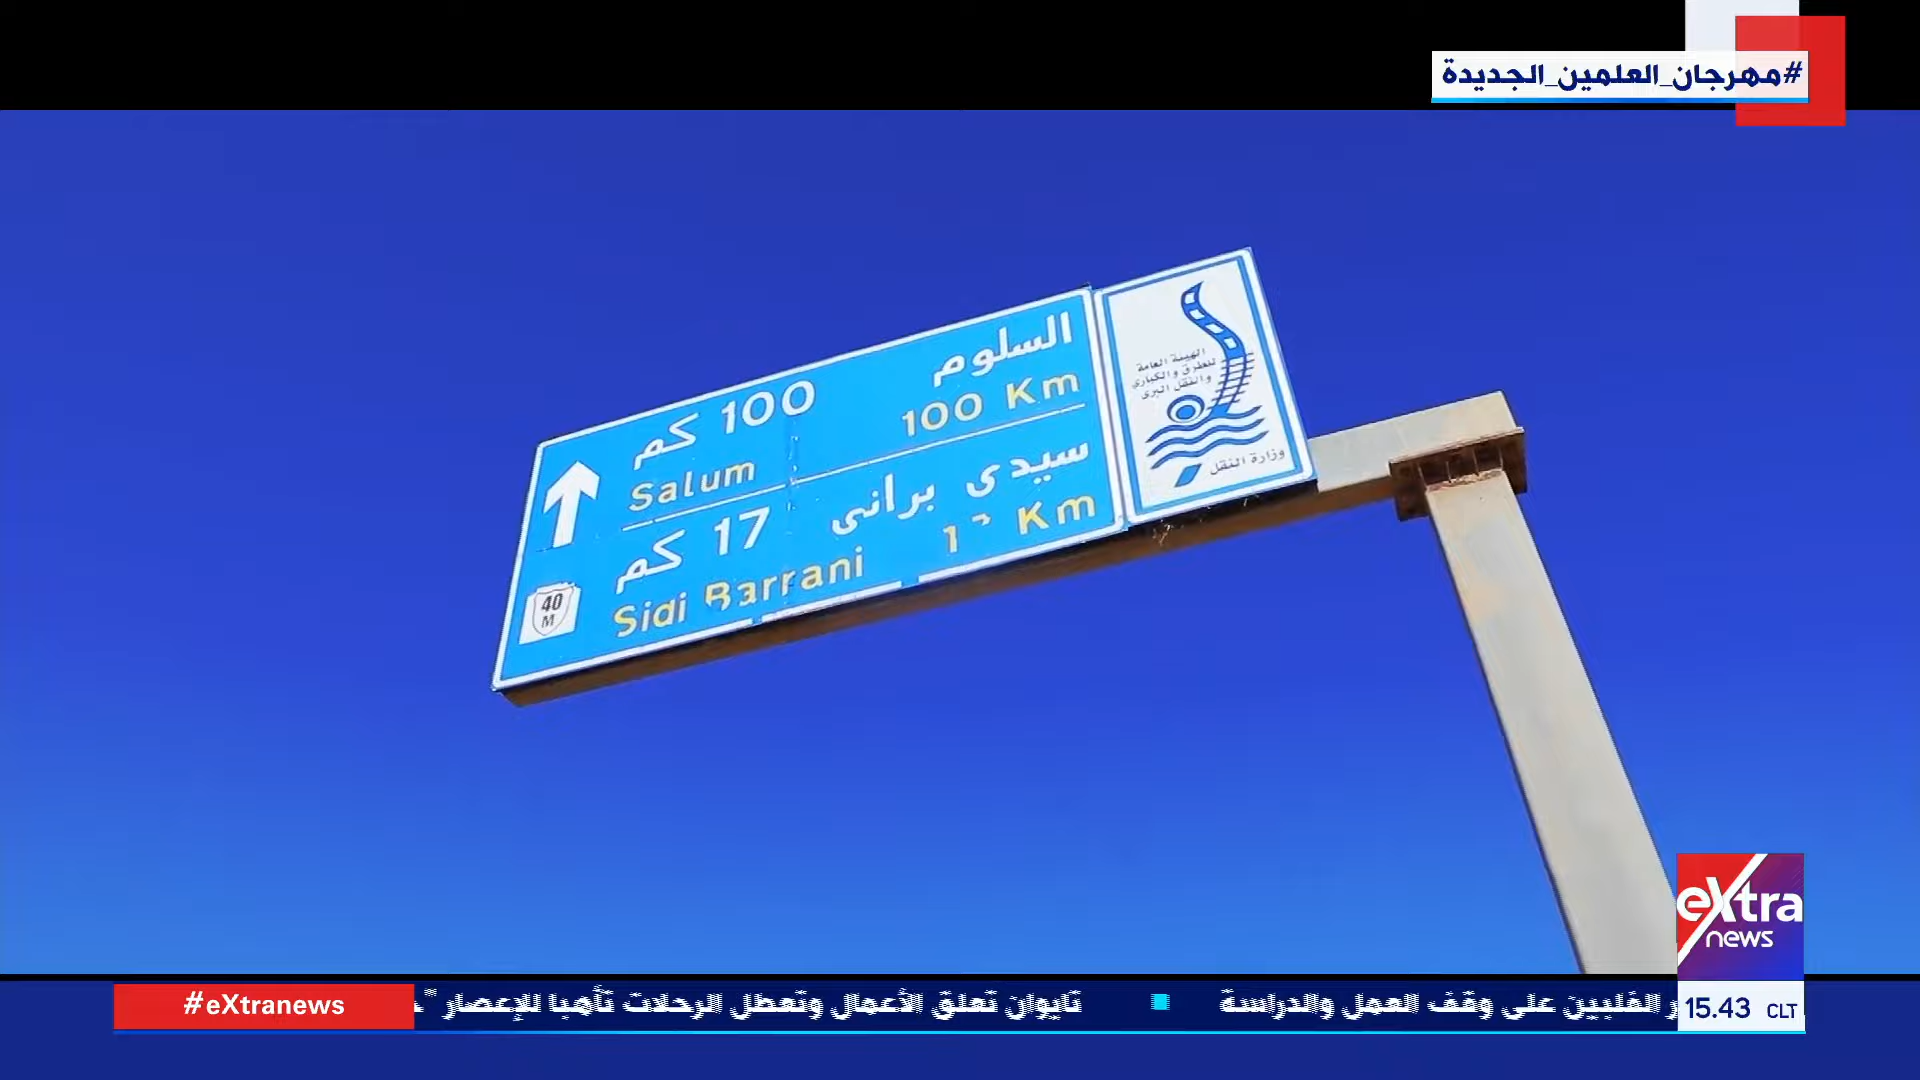 #مهرجان_العلمين_الجديدة
السلوم 100 كم
Salum 100 Km
سيدى برانى 17 كم
Sidi Barrani Km
40
M
الهيئة العامة
للطرق والكباري
والنقل البرى
وزارة النقل
eXtra
news
#eXtranews
الفلبين على وقف العمل والدراسة
تايوان تعلق الأعمال وتعطل الرحلات تأهبا للإعصار "
15.43 CLT